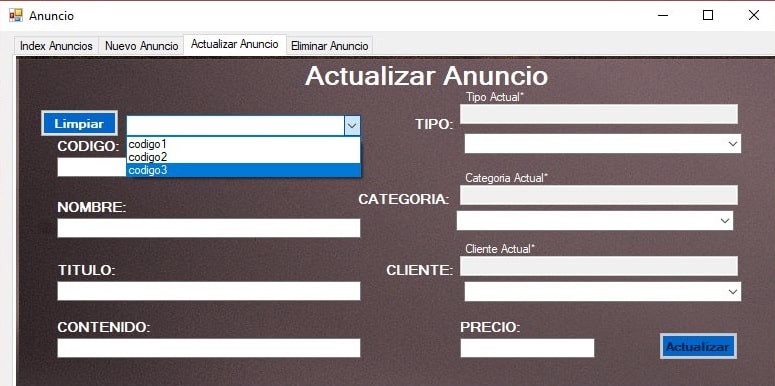 Anuncio
Index Anuncios Nuevo Anuncio Actualizar Anuncio Eliminar Anuncio
Actualizar Anuncio
Limpiar
codigo1
codigo2
codigo3
CODIGO:
NOMBRE:
TITULO:
CONTENIDO:
Tipo Actual*
TIPO:
Categoria Actual*
CATEGORIA:
Cliente Actual*
CLIENTE:
PRECIO:
Actualizar